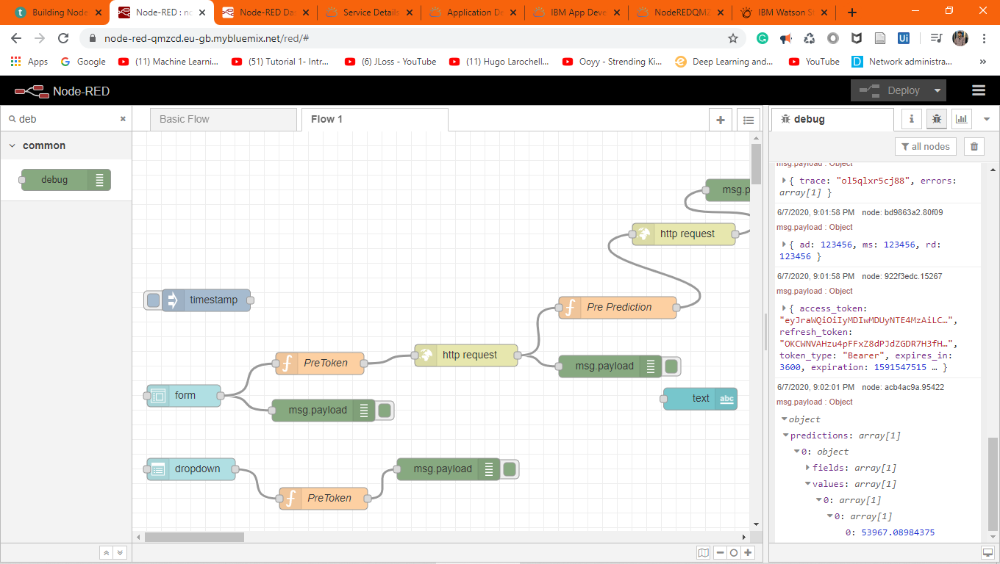 Building Node
Node-RED : no
Node-RED Da
Service Details
Application De
IBM App Deve
NodeREDQMZ
IBM Watson St
node-red-qmzcd.eu-gb.mybluemix.net/red/#
Apps
Google
(11) Machine Learni...
(51) Tutorial 1- Intr...
(6) JLoss - YouTube
(11) Hugo Larochell...
Ooyy - Strending Ki...
Deep Learning and...
YouTube
Network administra...
Node-RED
Deploy
deb
Basic Flow
Flow 1
debug
common
all nodes
debug
msg.payload : Object
{ trace: "ol5qlxr5cj88", errors:
array[1] }
6/7/2020, 9:01:58 PM node: bd9863a2.80f09
msg.payload : Object
{ ad: 123456, ms: 123456, rd:
123456 }
6/7/2020, 9:01:58 PM node: 922f3edc.15267
msg.payload : Object
{ access_token:
"eyJraWQiOiIyMDIwMDUyNTE4MzAiLC…",
refresh_token:
"OKCWNVAHzu4pFFxZ8dPJdZGDR7H3fH…",
token_type: "Bearer", expires_in:
3600, expiration: 1591547515 … }
6/7/2020, 9:02:01 PM node: acb4ac9a.95422
msg.payload : Object
object
predictions: array[1]
0: object
fields: array[1]
values: array[1]
0: array[1]
0: array[1]
0: 53967.08984375
msg.p
http request
timestamp
Pre Prediction
PreToken
http request
msg.payload
form
text
abc
msg.payload
dropdown
msg.payload
PreToken